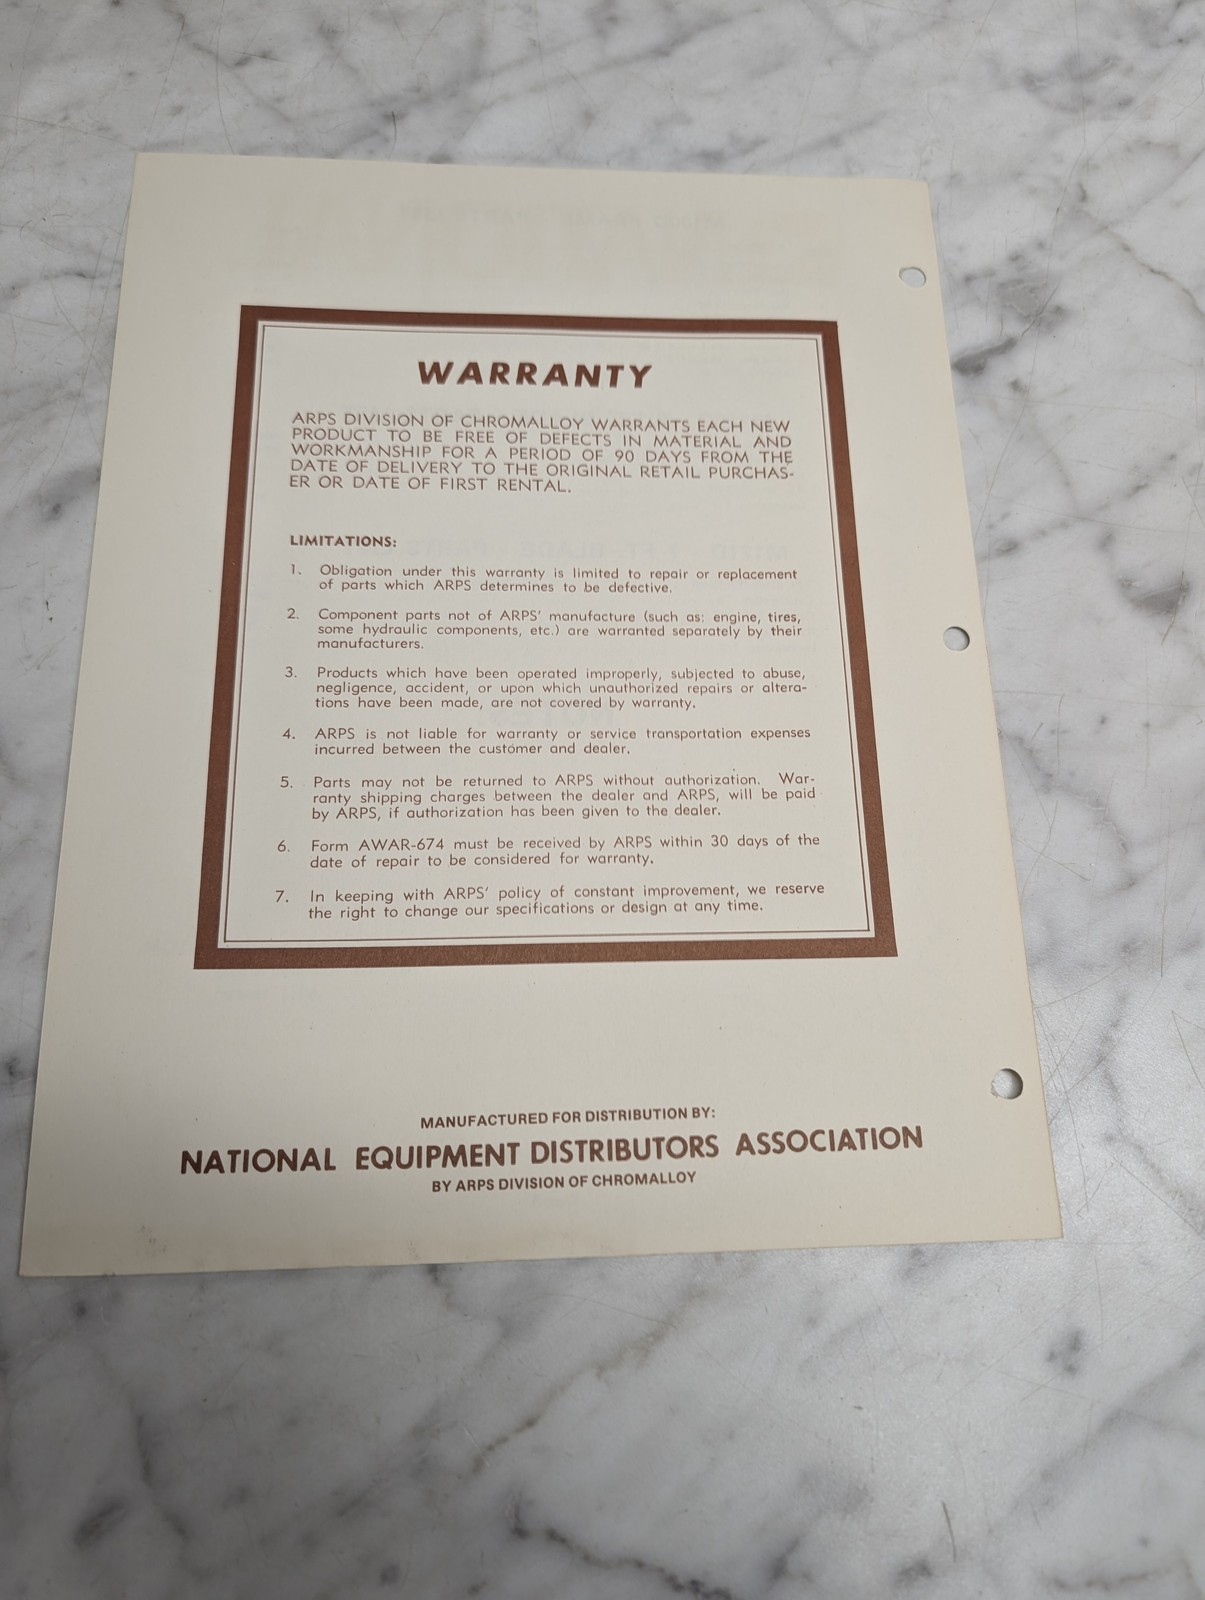 WARRANTY
ARPS DIVISION OF CHROMALLOY WARRANTS EACH NEW
PRODUCT TO BE FREE OF DEFECTS IN MATERIAL AND
WORKMANSHIP FOR A PERIOD OF 90 DAYS FROM THE
DATE OF DELIVERY TO THE ORIGINAL RETAIL PURCHAS-
ER OR DATE OF FIRST RENTAL.
LIMITATIONS:
1. Obligation under this warranty is limited to repair or replacement
of parts which ARPS determines to be defective.
2. Component parts not of ARPS' manufacture (such as: engine, tires,
some hydraulic components, etc.) are warranted separately by their
manufacturers.
3. Products which have been operated improperly, subjected to abuse,
negligence, accident, or upon which unauthorized repairs or altera-
tions have been made, are not covered by warranty.
4. ARPS is not liable for warranty or service transportation expenses
incurred between the customer and dealer.
5. Parts may not be returned to ARPS without authorization. War-
ranty shipping charges between the dealer and ARPS, will be paid
by ARPS, if authorization has been given to the dealer.
6. Form AWAR-674 must be received by ARPS within 30 days of the
date of repair to be considered for warranty.
7. In keeping with ARPS' policy of constant improvement, we reserve
the right to change our specifications or design at any time.
MANUFACTURED FOR DISTRIBUTION BY:
NATIONAL EQUIPMENT DISTRIBUTORS ASSOCIATION
BY ARPS DIVISION OF CHROMALLOY